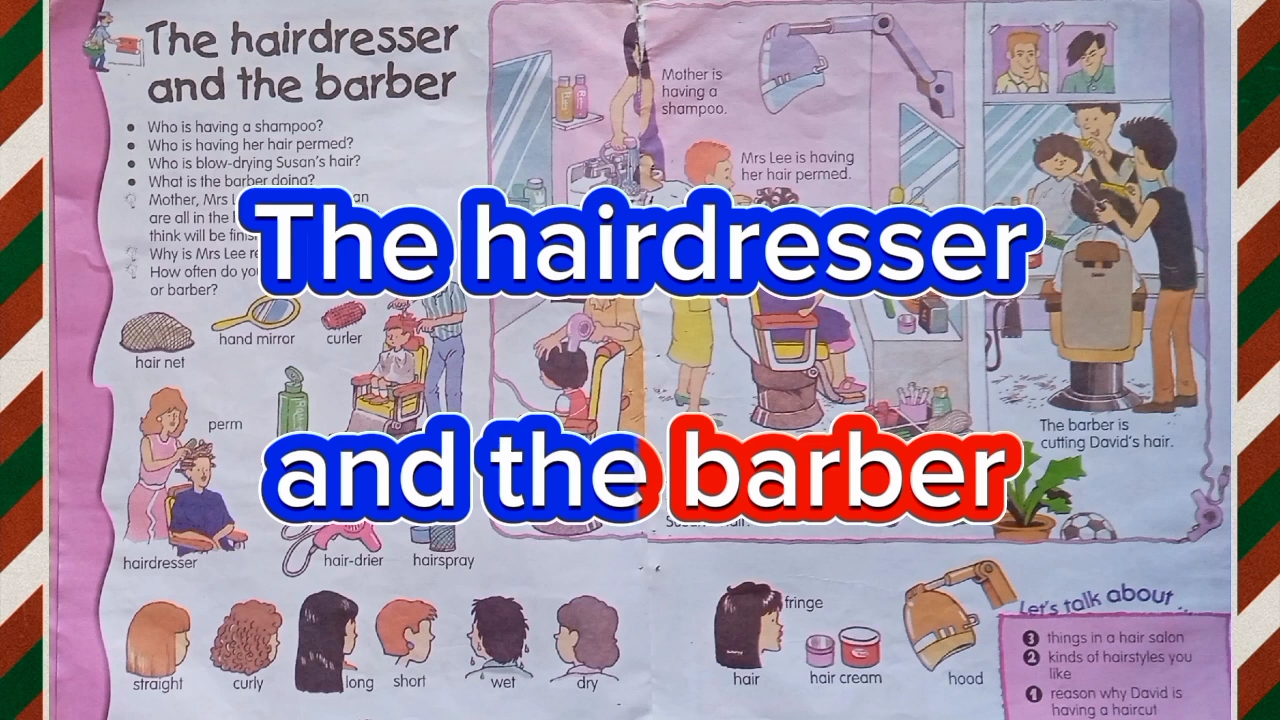 The hairdresser
and the barber
Who is having a shampoo?
Who is having her hair permed?
Who is blow-drying Susan's hair?
What is the barber doing?
Mother, Mrs
are all in the
think will be
Why is Mrs Lee
How often do
or barber?
hair net
hand mirror
curler
perm
hairdresser
hair-drier
hairspray
straight
curly
long
short
wet
dry
Mother is
having a
shampoo.
Mrs Lee is having
her hair permed.
The barber is
cutting David's hair.
The hairdresser
and the barber
fringe
hair
hair cream
hood
Let's talk about ...
3 things in a hair salon
2 kinds of hairstyles you
like
1 reason why David is
having a haircut